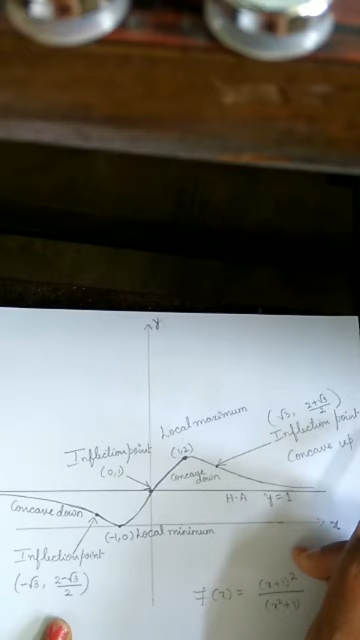 y
Local maximum
(√3, 2+√3/2)
Inflection point
(0,1)
(1,2)
Inflection point
Concave up
Concave down
Concave down
H.A y=1
(-1,0) Local minimum
x
Inflection point
(-√3, 2-√3/2)
f(x) = (x+1)²/(x²+1)